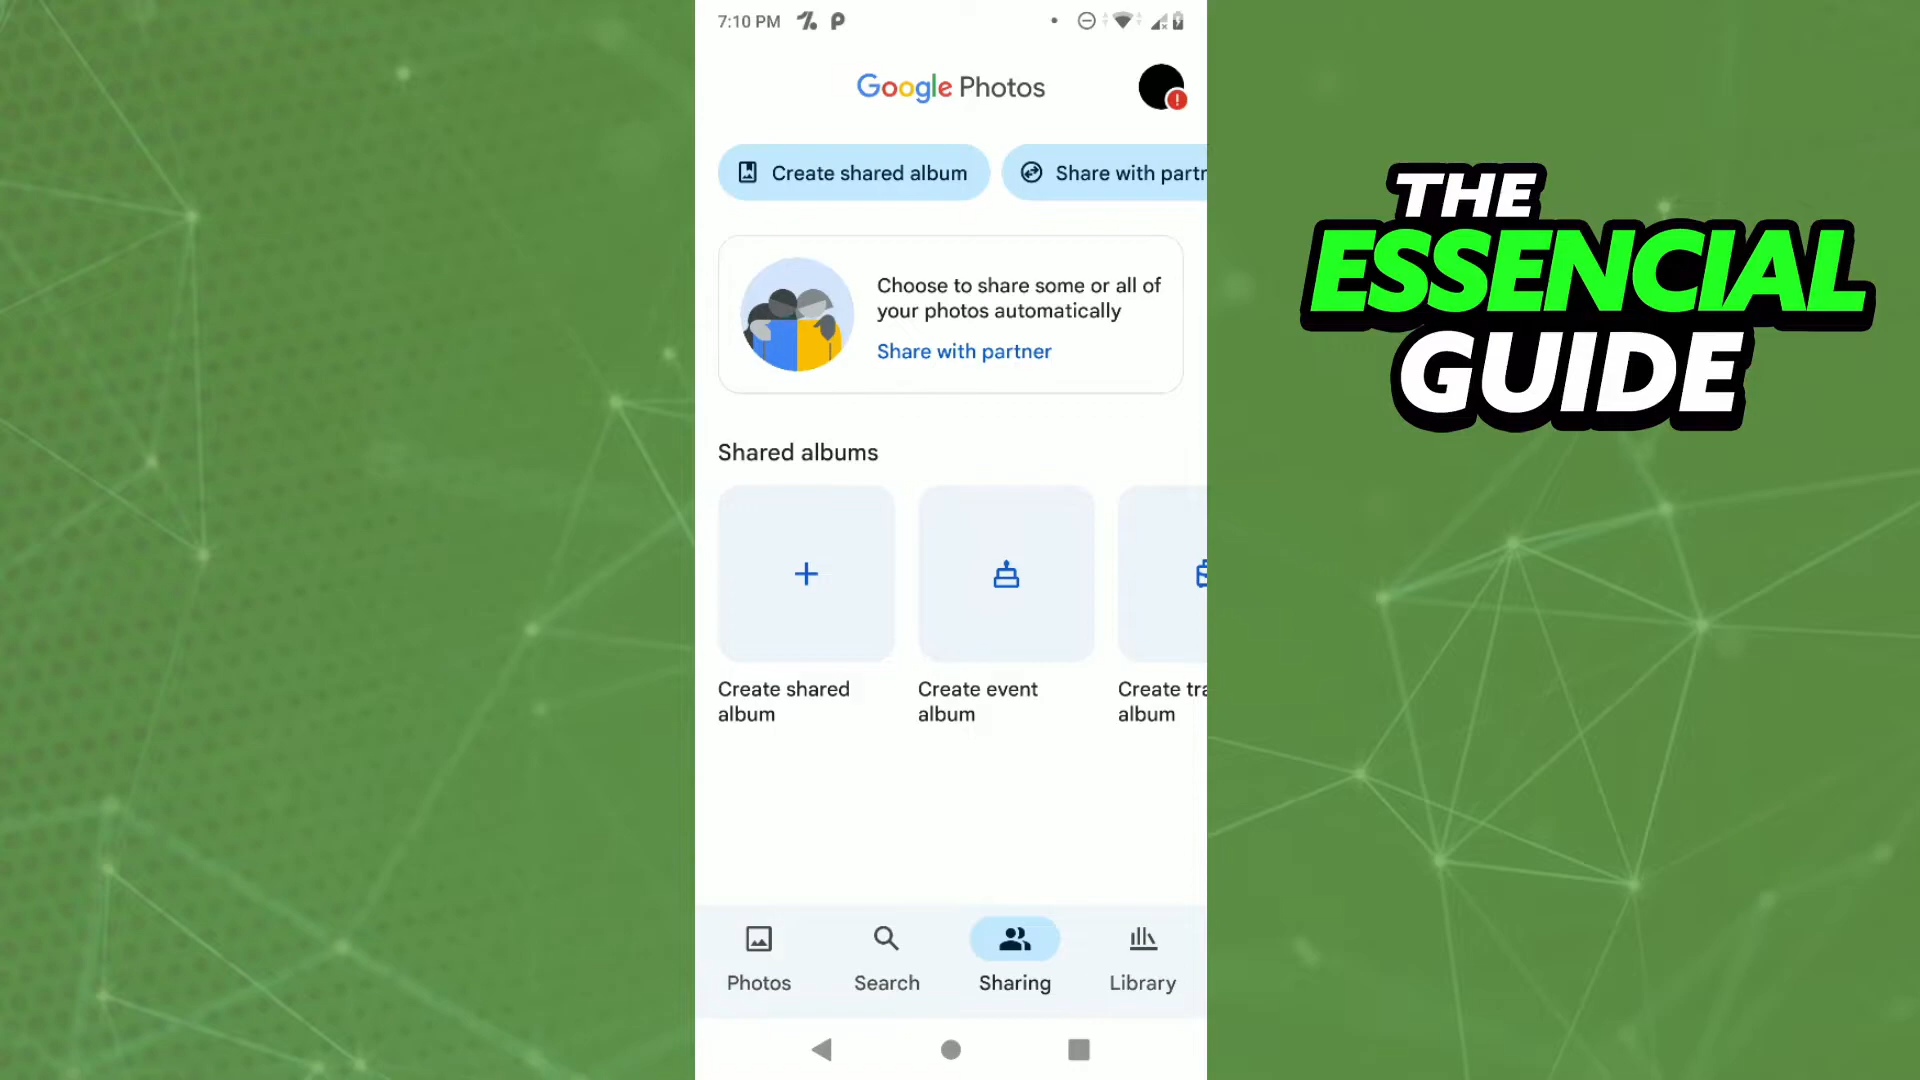 7:10 PM
Google Photos
Create shared album
Share with partr
Choose to share some or all of
your photos automatically
Share with partner
Shared albums
Create shared
album
Create event
album
Create tra
album
Photos
Search
Sharing
Library
THE
ESSENCIAL
GUIDE